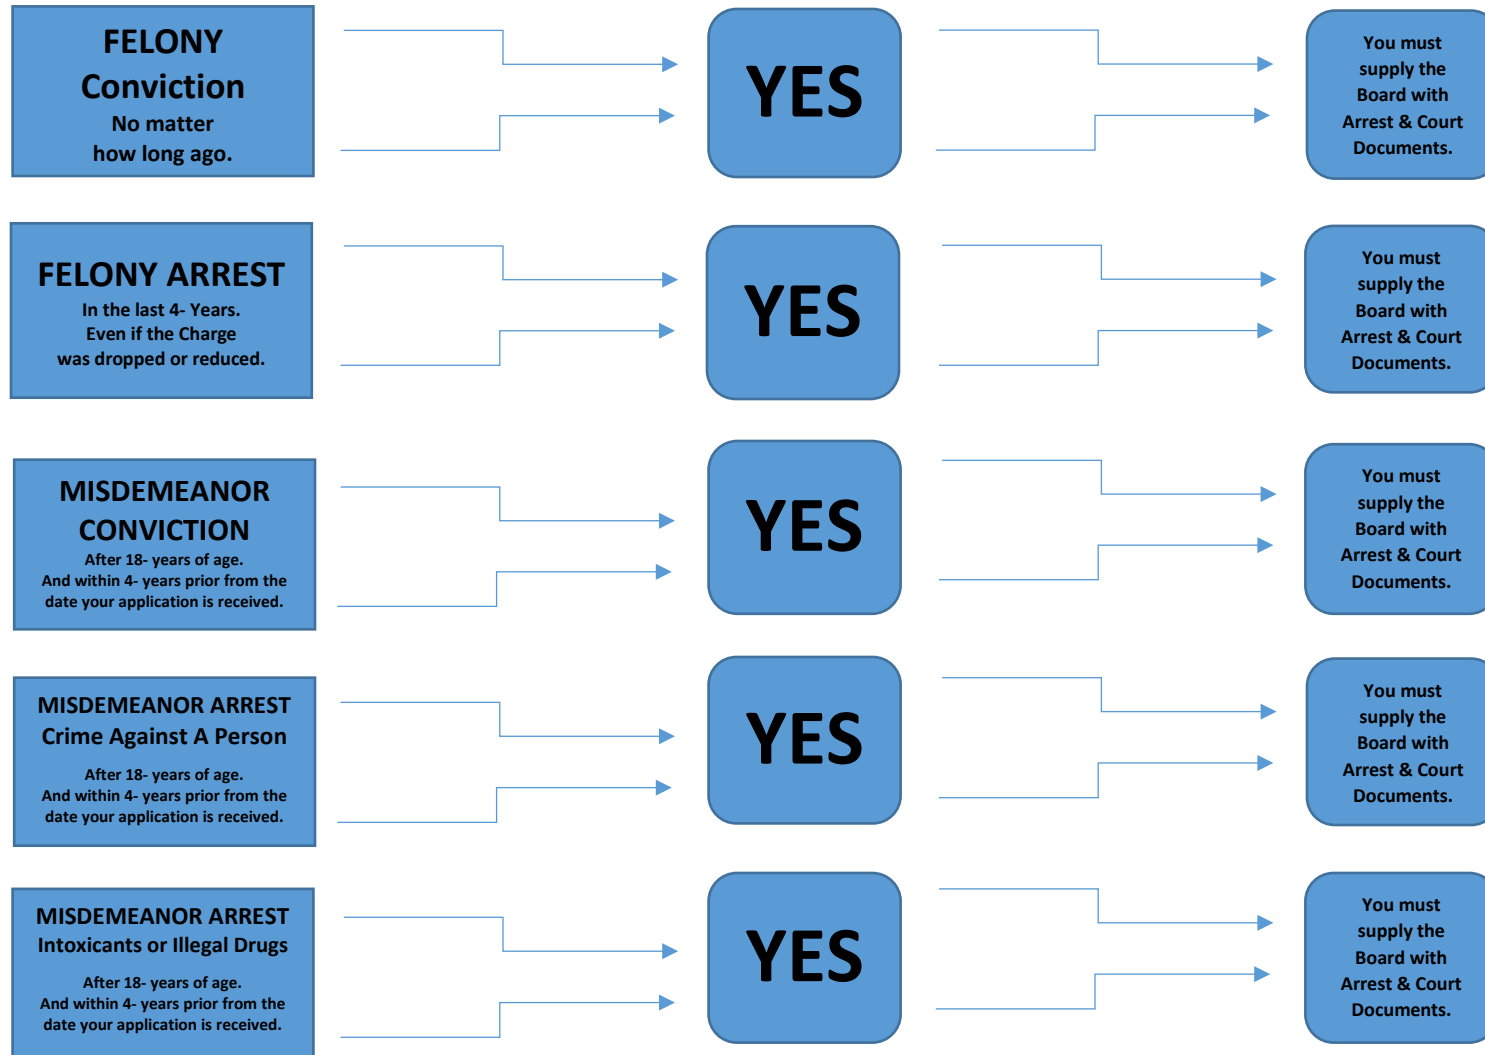 FELONY
Conviction
No matter
how long ago.
YES
You must
supply the
Board with
Arrest & Court
Documents.
FELONY ARREST
In the last 4- Years.
Even if the Charge
was dropped or reduced.
YES
You must
supply the
Board with
Arrest & Court
Documents.
MISDEMEANOR
CONVICTION
After 18- years of age.
And within 4- years prior from the
date your application is received.
YES
You must
supply the
Board with
Arrest & Court
Documents.
MISDEMEANOR ARREST
Crime Against A Person
After 18- years of age.
And within 4- years prior from the
date your application is received.
YES
You must
supply the
Board with
Arrest & Court
Documents.
MISDEMEANOR ARREST
Intoxicants or Illegal Drugs
After 18- years of age.
And within 4- years prior from the
date your application is received.
YES
You must
supply the
Board with
Arrest & Court
Documents.